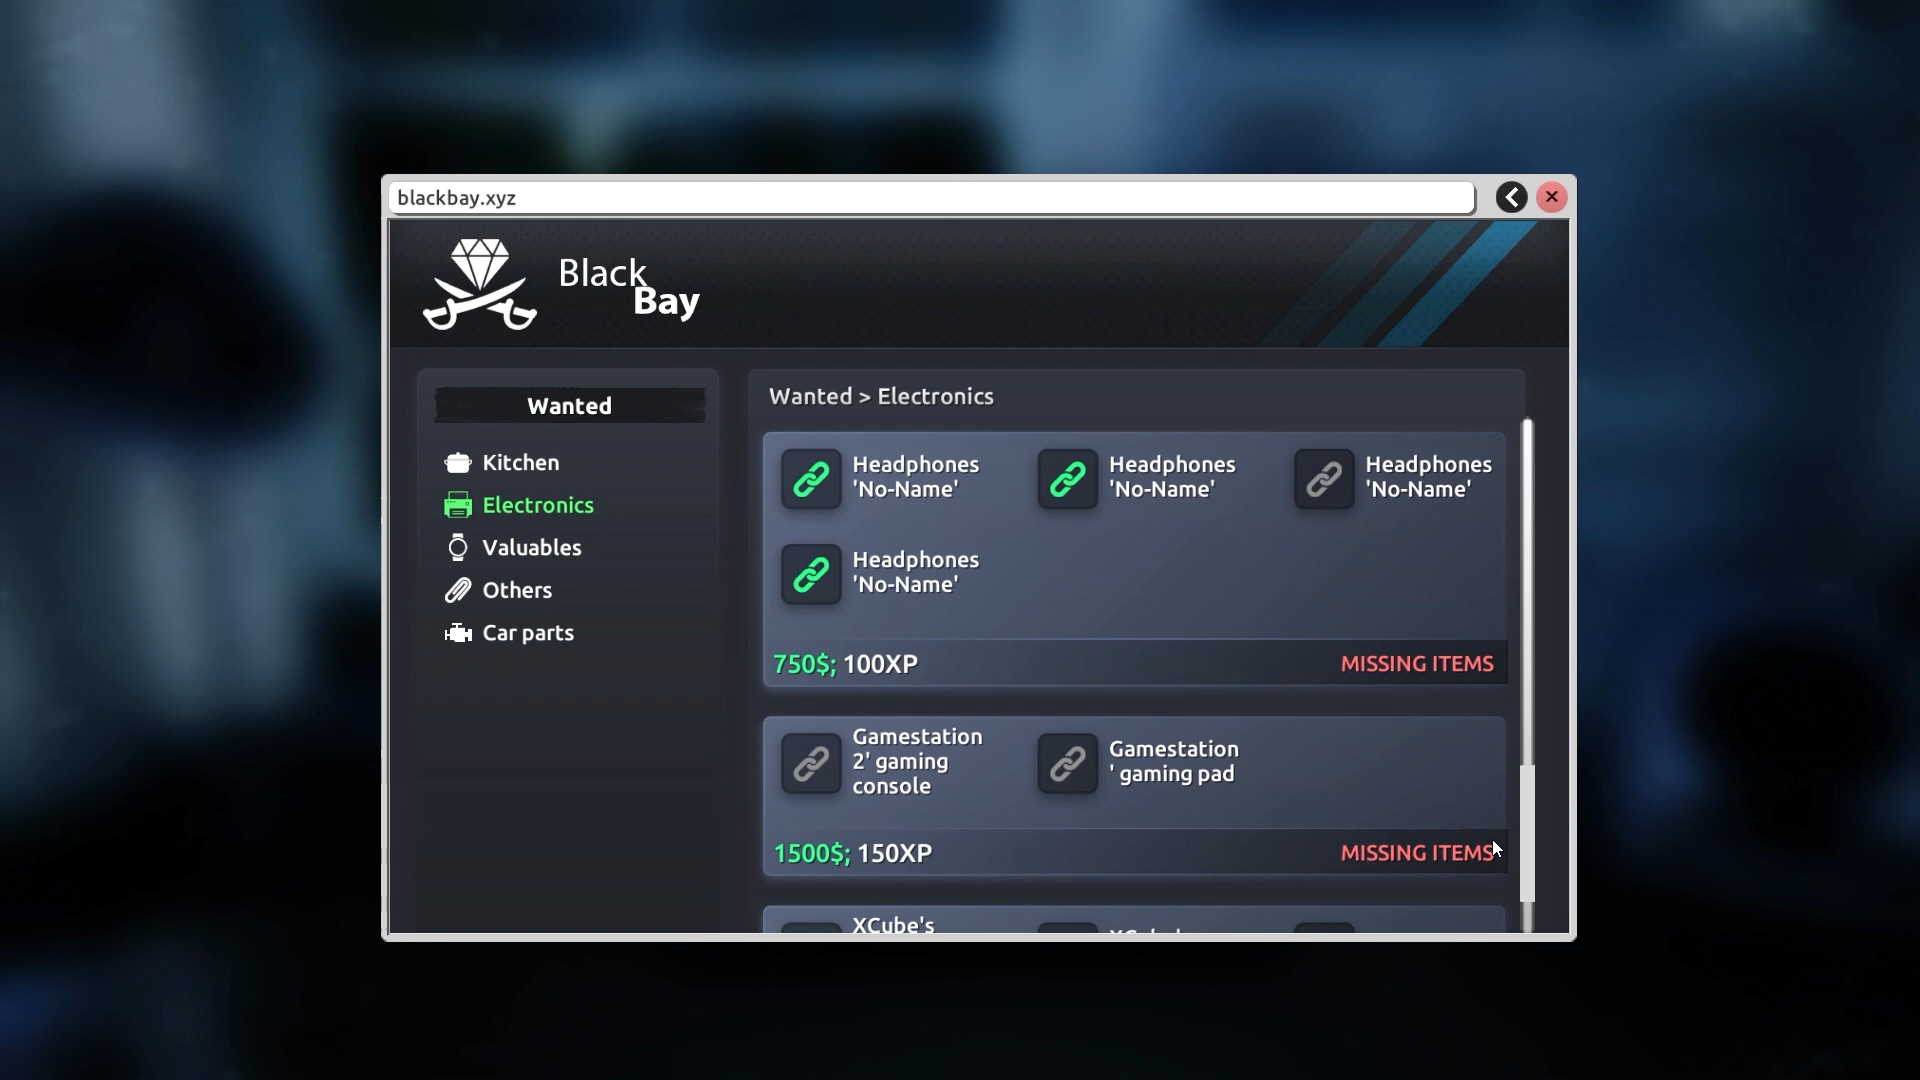 blackbay.xyz
Black
Bay
Wanted
Kitchen
Electronics
Valuables
Others
Car parts
Wanted > Electronics
Headphones
'No-Name'
Headphones
'No-Name'
Headphones
'No-Name'
Headphones
'No-Name'
750$; 100XP
MISSING ITEMS
Gamestation
2' gaming
console
Gamestation
' gaming pad
1500$; 150XP
MISSING ITEMS
XCube's